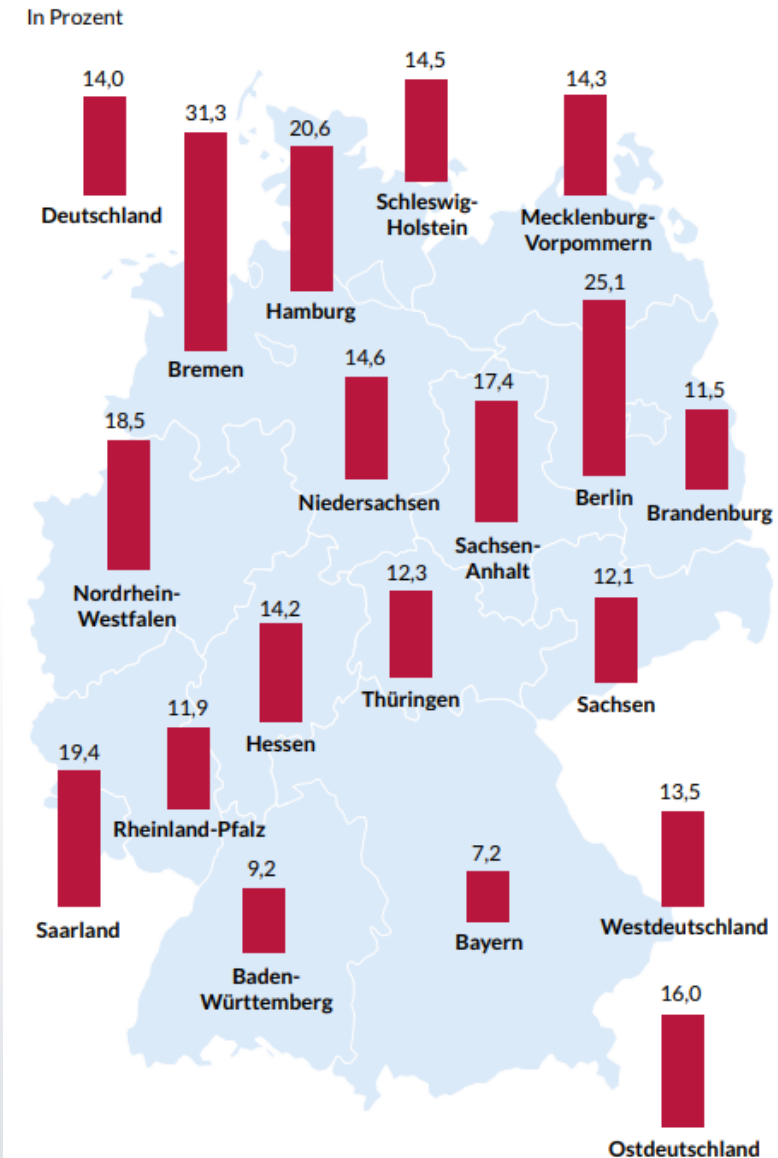 In Prozent
14,0
Deutschland
31,3
Bremen
20,6
Hamburg
14,5
Schleswig-
Holstein
14,3
Mecklenburg-
Vorpommern
18,5
Nordrhein-
Westfalen
14,6
Niedersachsen
17,4
Sachsen-
Anhalt
25,1
Berlin
11,5
Brandenburg
14,2
Hessen
12,3
Thüringen
12,1
Sachsen
19,4
Saarland
11,9
Rheinland-Pfalz
9,2
Baden-
Württemberg
7,2
Bayern
13,5
Westdeutschland
16,0
Ostdeutschland